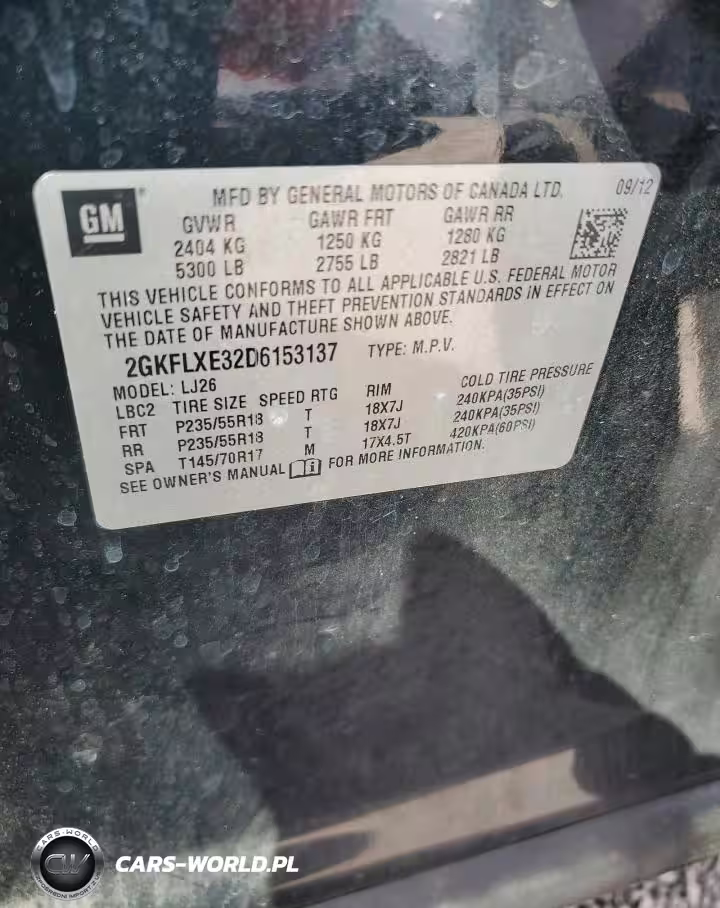 GM
MFD BY GENERAL MOTORS OF CANADA LTD. 09/12
GVWR GAWR FRT GAWR RR
2404 KG 1250 KG 1280 KG
5300 LB 2755 LB 2821 LB
THIS VEHICLE CONFORMS TO ALL APPLICABLE U.S. FEDERAL MOTOR
VEHICLE SAFETY AND THEFT PREVENTION STANDARDS IN EFFECT ON
THE DATE OF MANUFACTURE SHOWN ABOVE.
2GKFLXE32D6153137 TYPE: M.P.V.
MODEL: LJ26
LBC2 TIRE SIZE SPEED RTG RIM COLD TIRE PRESSURE
FRT P235/55R18 T 18X7J 240KPA(35PSI)
RR P235/55R18 T 18X7J 240KPA(35PSI)
SPA T145/70R17 M 17X4.5T 420KPA(60PSI)
SEE OWNER'S MANUAL FOR MORE INFORMATION.
CARS-WORLD.PL
CARS-WORLD
CW